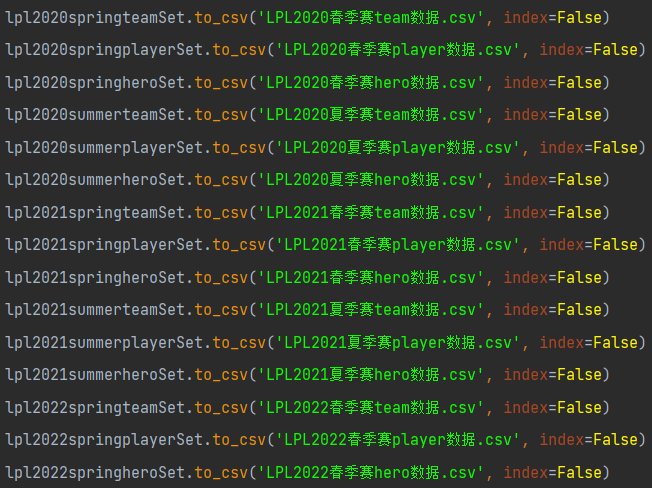 lpl2020springteamSet.to_csv('LPL2020春季赛team数据.csv', index=False)
lpl2020springplayerSet.to_csv('LPL2020春季赛player数据.csv', index=False)
lpl2020springheroSet.to_csv('LPL2020春季赛hero数据.csv', index=False)
lpl2020summerteamSet.to_csv('LPL2020夏季赛team数据.csv', index=False)
lpl2020summerplayerSet.to_csv('LPL2020夏季赛player数据.csv', index=False)
lpl2020summerheroSet.to_csv('LPL2020夏季赛hero数据.csv', index=False)
lpl2021springteamSet.to_csv('LPL2021春季赛team数据.csv', index=False)
lpl2021springplayerSet.to_csv('LPL2021春季赛player数据.csv', index=False)
lpl2021springheroSet.to_csv('LPL2021春季赛hero数据.csv', index=False)
lpl2021summerteamSet.to_csv('LPL2021夏季赛team数据.csv', index=False)
lpl2021summerplayerSet.to_csv('LPL2021夏季赛player数据.csv', index=False)
lpl2021summerheroSet.to_csv('LPL2021夏季赛hero数据.csv', index=False)
lpl2022springteamSet.to_csv('LPL2022春季赛team数据.csv', index=False)
lpl2022springplayerSet.to_csv('LPL2022春季赛player数据.csv', index=False)
lpl2022springheroSet.to_csv('LPL2022春季赛hero数据.csv', index=False)